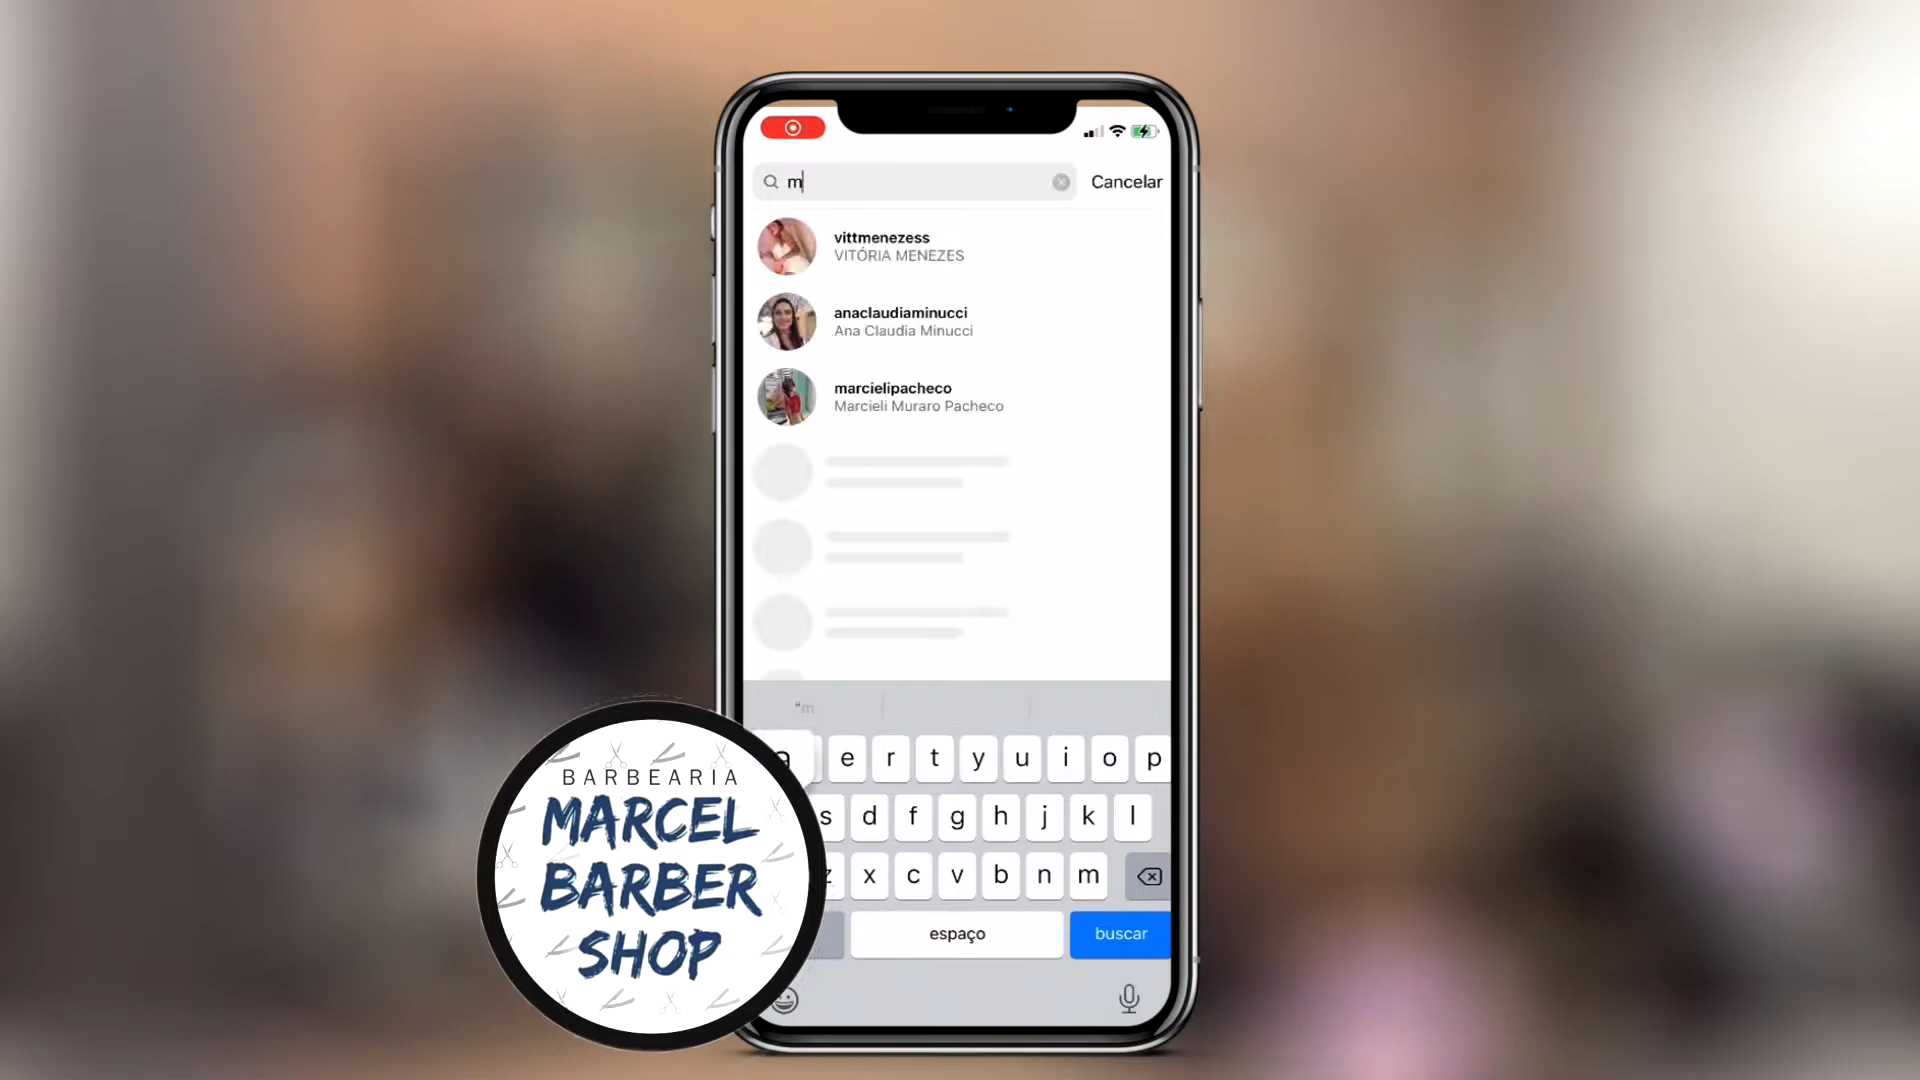 m
Cancelar
vittmenezess
VITÓRIA MENEZES
anaclaudiaminucci
Ana Claudia Minucci
marcielipacheco
Marcieli Muraro Pacheco
"m
e r t y u i o p
s d f g h j k l
z x c v b n m
espaço
buscar
BARBEARIA
MARCEL
BARBER
SHOP